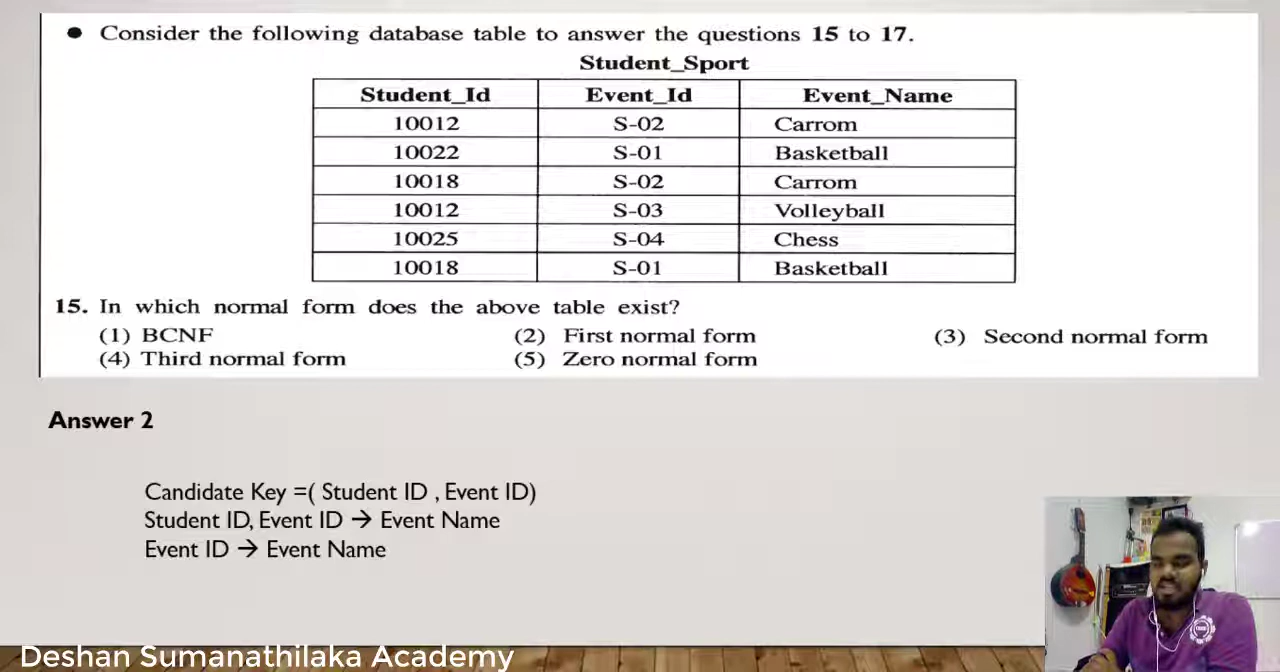 • Consider the following database table to answer the questions 15 to 17.
Student_Sport
Student_Id Event_Id Event_Name
10012 S-02 Carrom
10022 S-01 Basketball
10018 S-02 Carrom
10012 S-03 Volleyball
10025 S-04 Chess
10018 S-01 Basketball
15. In which normal form does the above table exist?
(1) BCNF (2) First normal form (3) Second normal form
(4) Third normal form (5) Zero normal form
Answer 2
Candidate Key =( Student ID , Event ID)
Student ID, Event ID → Event Name
Event ID → Event Name
Deshan Sumanathilaka Academy